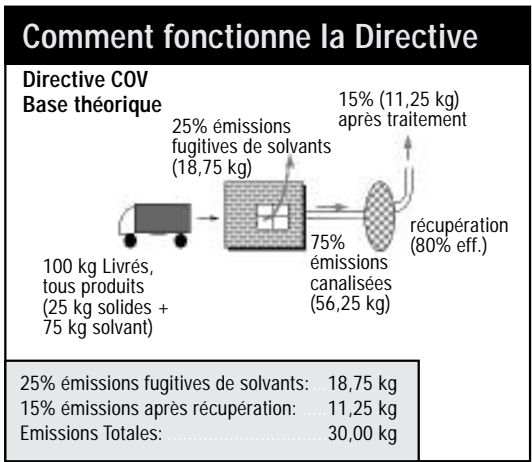 Comment fonctionne la Directive
Directive COV
Base théorique
15% (11,25 kg)
après traitement
25% émissions
fugitives de solvants
(18,75 kg)
récupération
(80% eff.)
75%
émissions
canalisées
(56,25 kg)
100 kg Livrés,
tous produits
(25 kg solides +
75 kg solvant)
25% émissions fugitives de solvants: 18,75 kg
15% émissions après récupération: 11,25 kg
Emissions Totales: 30,00 kg